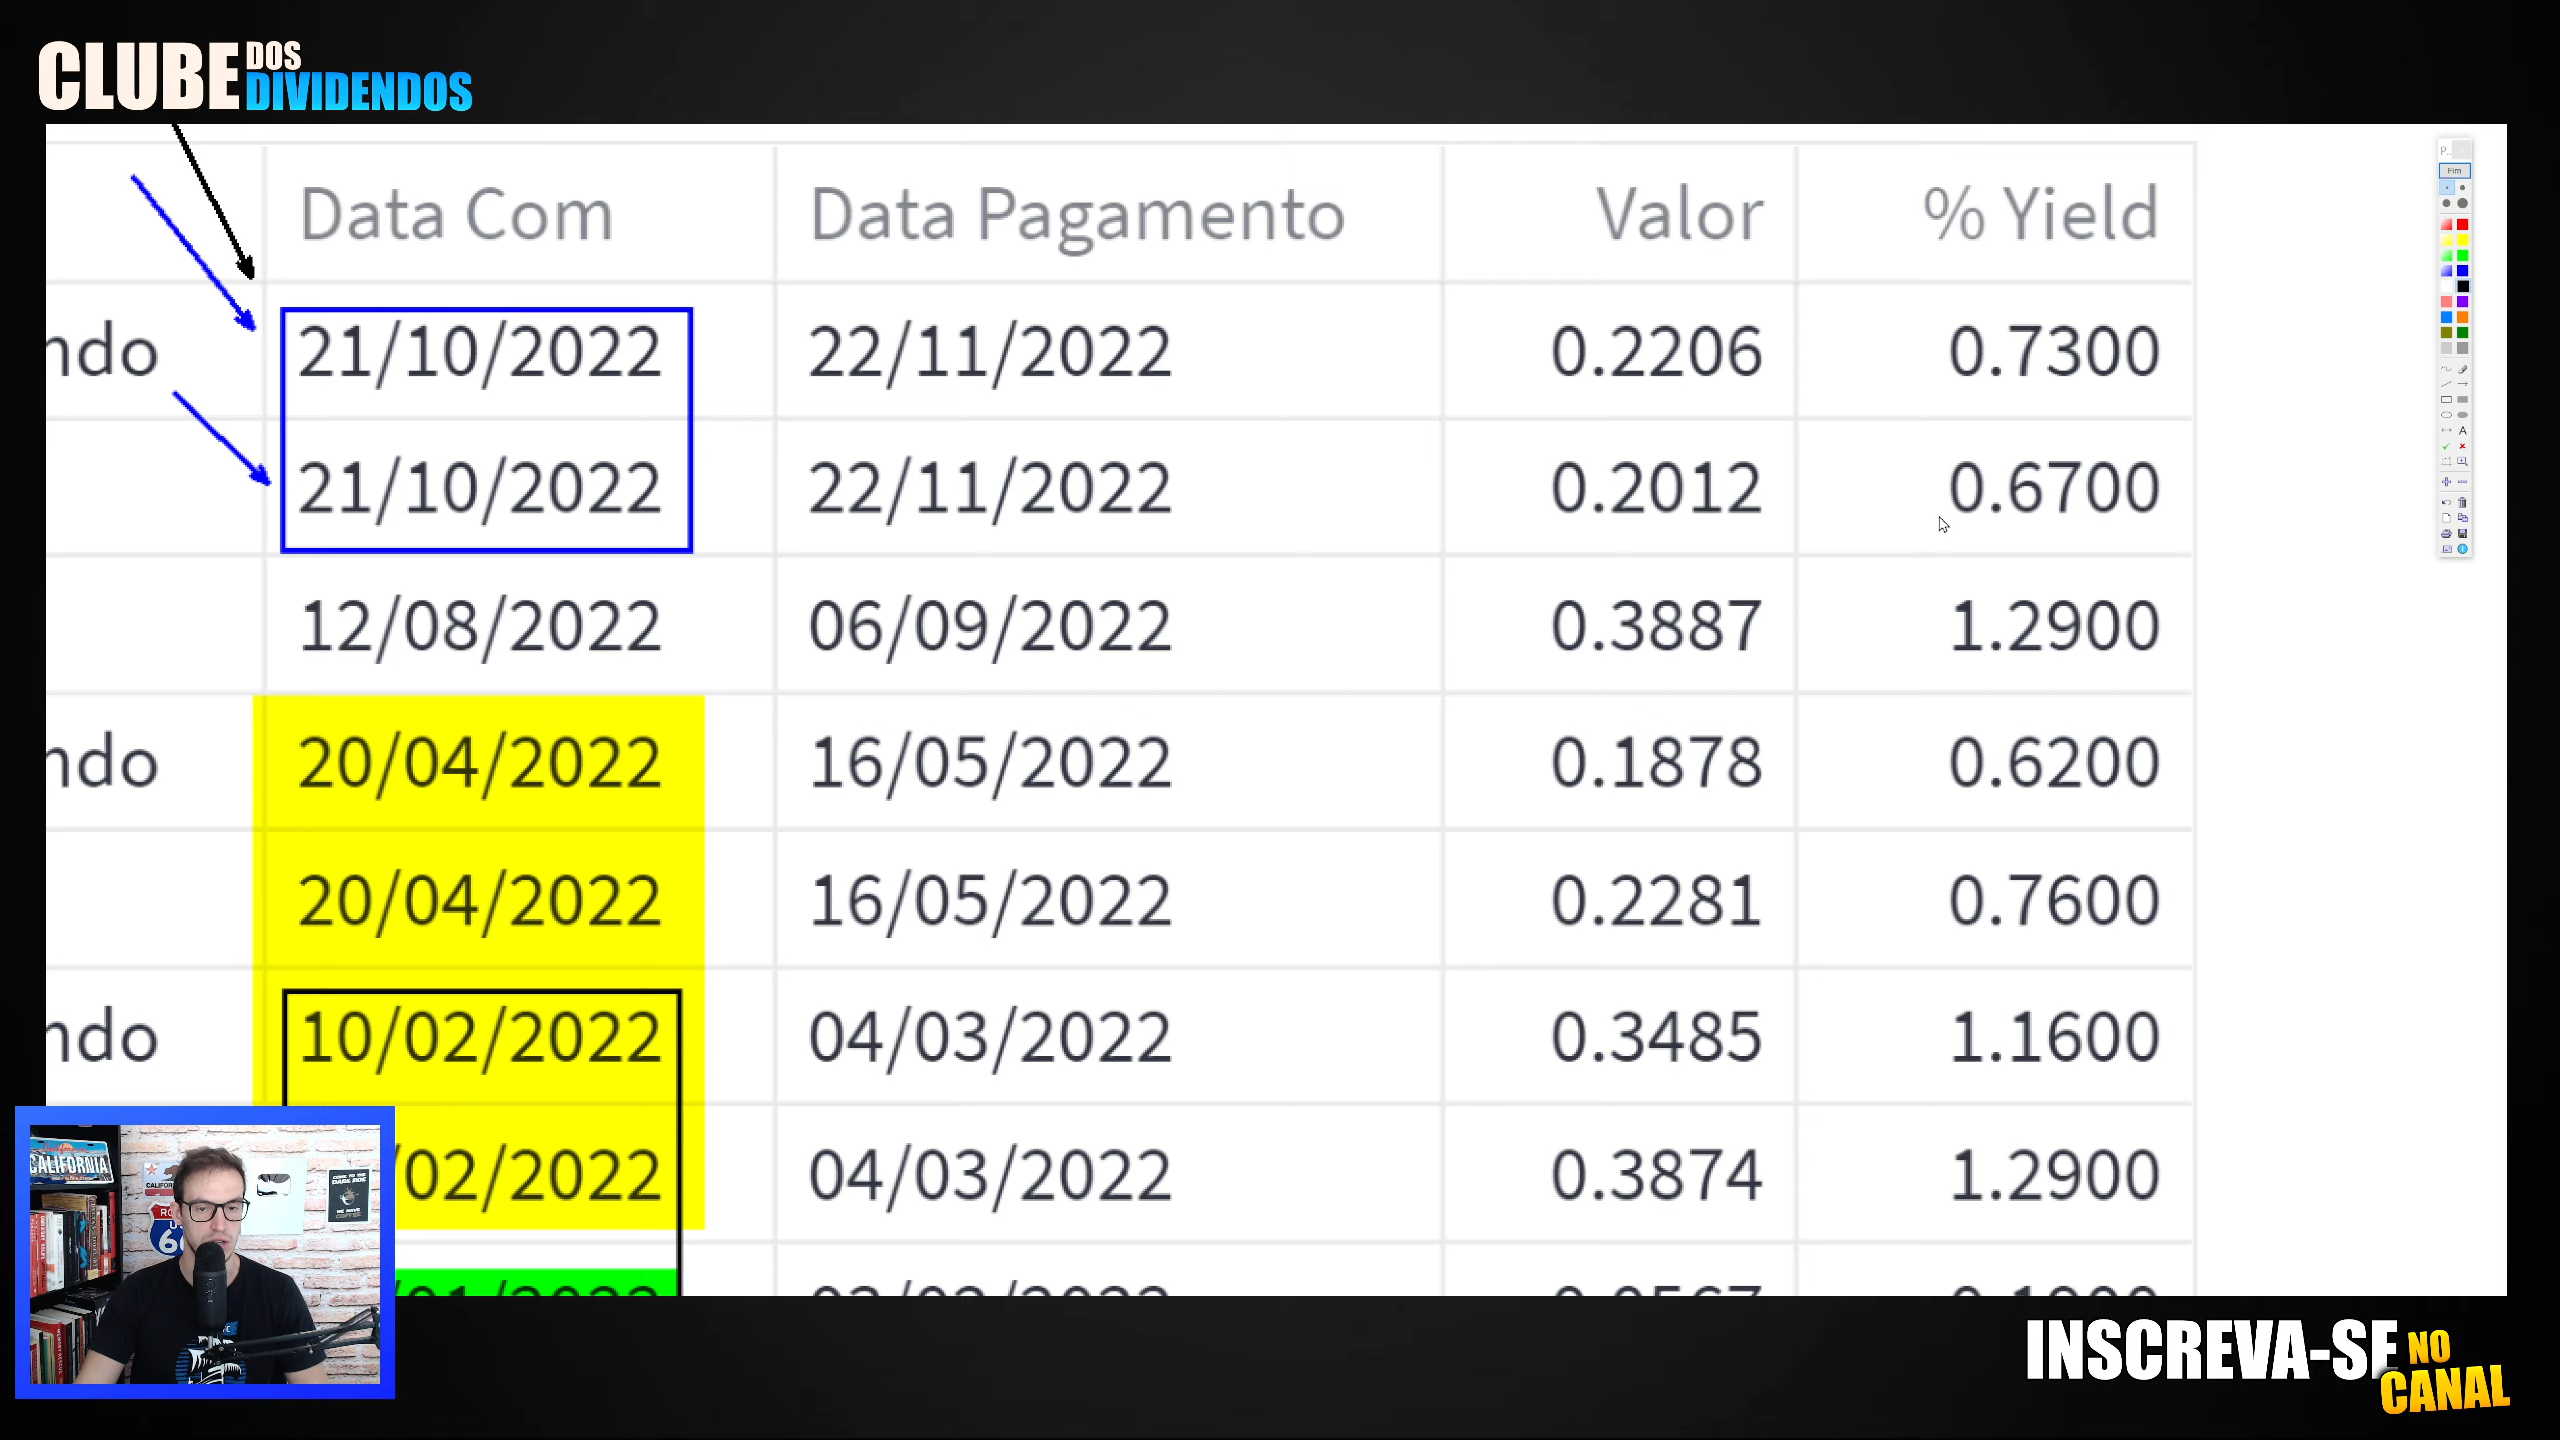 CLUBE DOS DIVIDENDOS
Data Com Data Pagamento Valor % Yield
ndo 21/10/2022 22/11/2022 0.2206 0.7300
21/10/2022 22/11/2022 0.2012 0.6700
12/08/2022 06/09/2022 0.3887 1.2900
ndo 20/04/2022 16/05/2022 0.1878 0.6200
20/04/2022 16/05/2022 0.2281 0.7600
ndo 10/02/2022 04/03/2022 0.3485 1.1600
/02/2022 04/03/2022 0.3874 1.2900
P..
Fim
A
CALIFORNIA
INSCREVA-SE NO CANAL